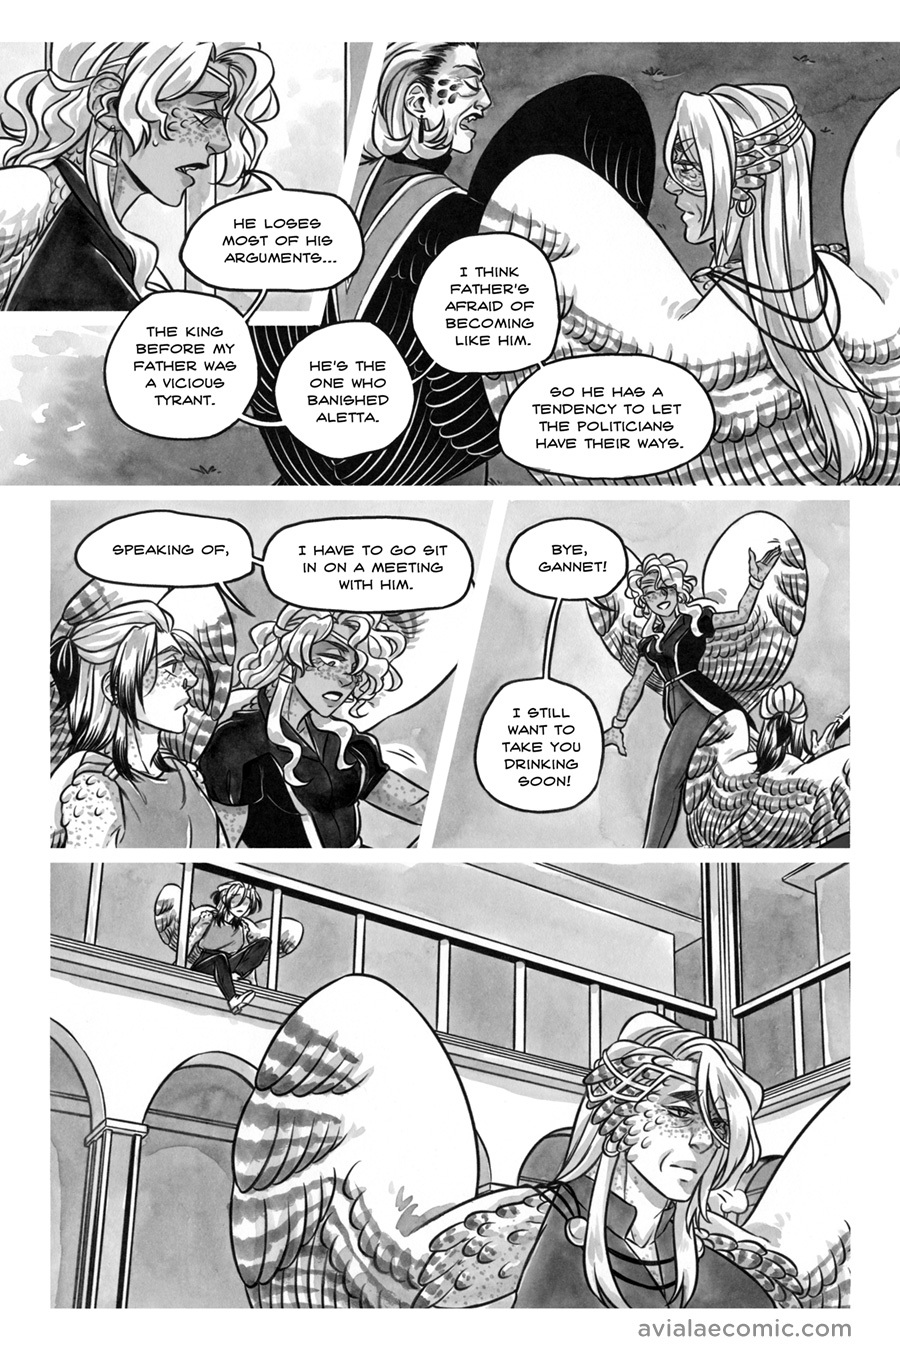 HE LOSES
MOST OF HIS
ARGUMENTS...
THE KING
BEFORE MY
FATHER WAS
A VICIOUS
TYRANT.
HE'S THE
ONE WHO
BANISHED
ALETTA.
I THINK
FATHER'S
AFRAID OF
BECOMING
LIKE HIM.
SO HE HAS A
TENDENCY TO LET
THE POLITICIANS
HAVE THEIR WAYS.
SPEAKING OF,
I HAVE TO GO SIT
IN ON A MEETING
WITH HIM.
BYE,
GANNET!
I STILL
WANT TO
TAKE YOU
DRINKING
SOON!
avialaecomic.com